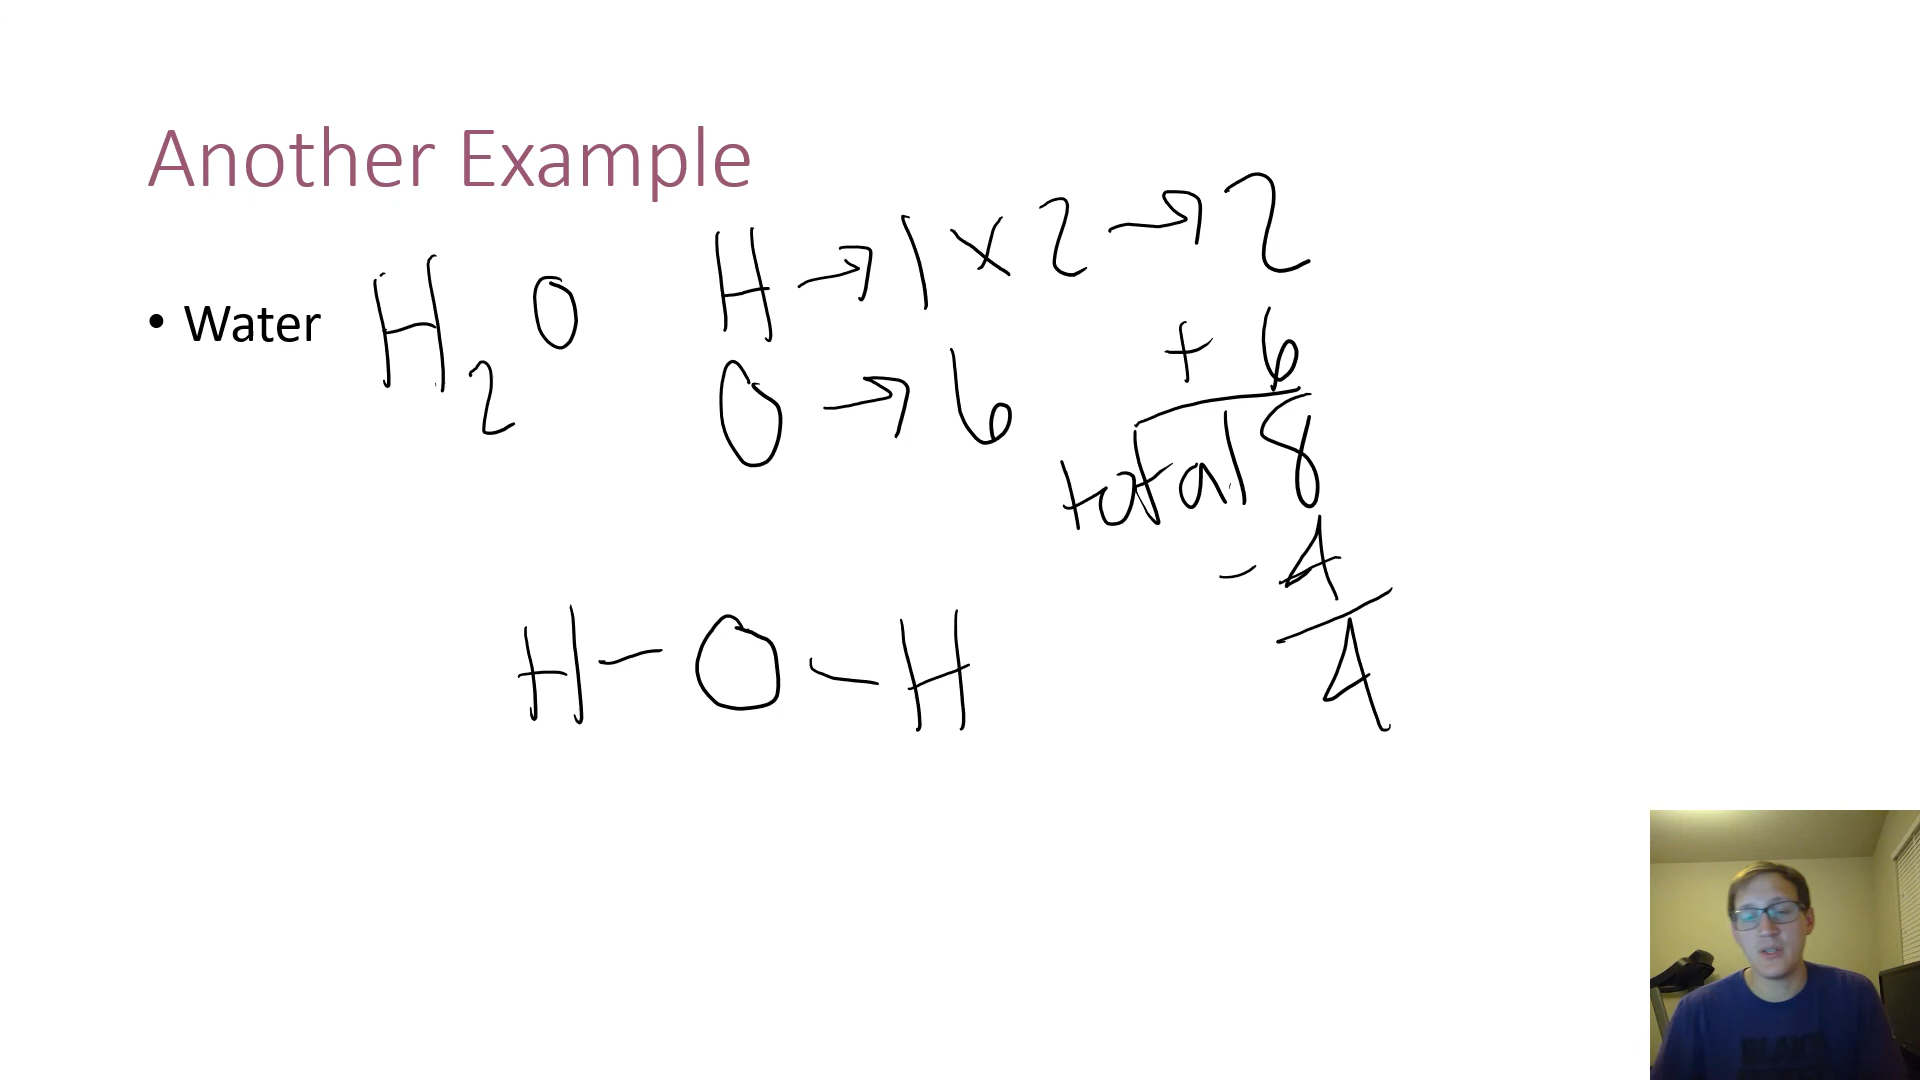 Another Example
• Water H2O
H → 1 x 2 → 2
O → 6
+ 6
total 8
- 4
4
H - O - H